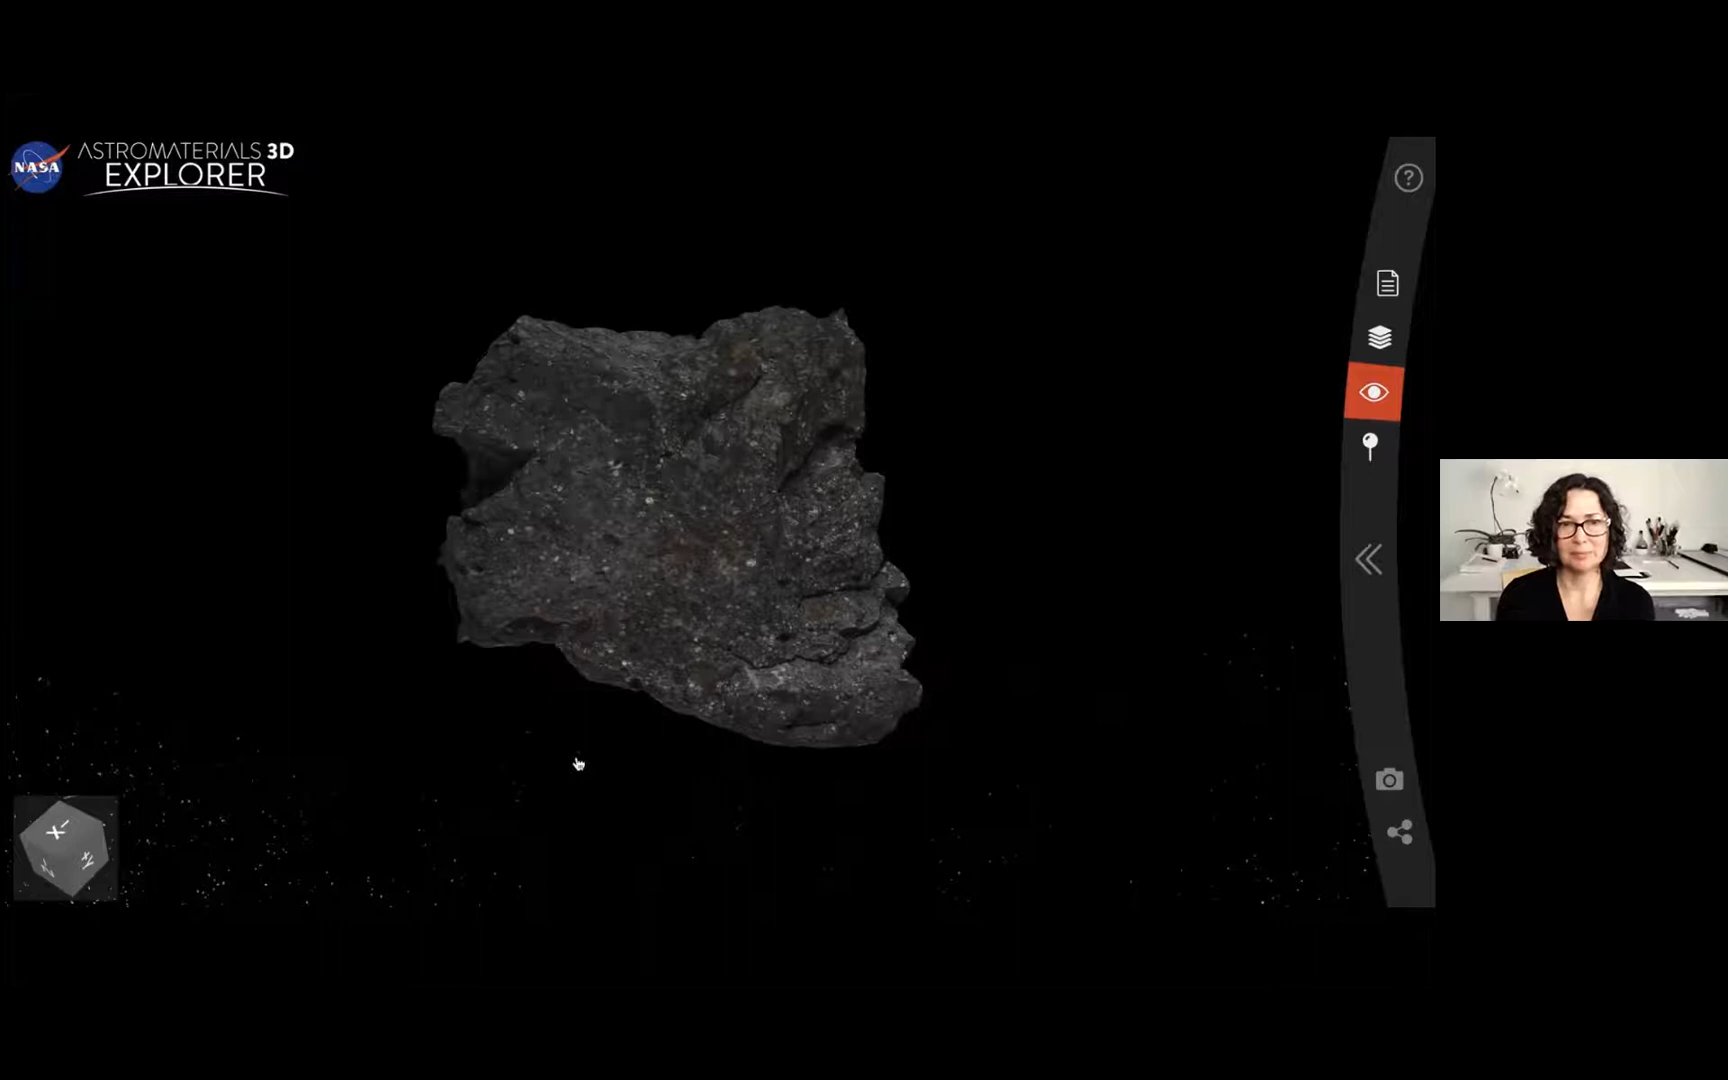 NASA
ASTROMATERIALS 3D
EXPLORER
?
X-
-Z
+Y